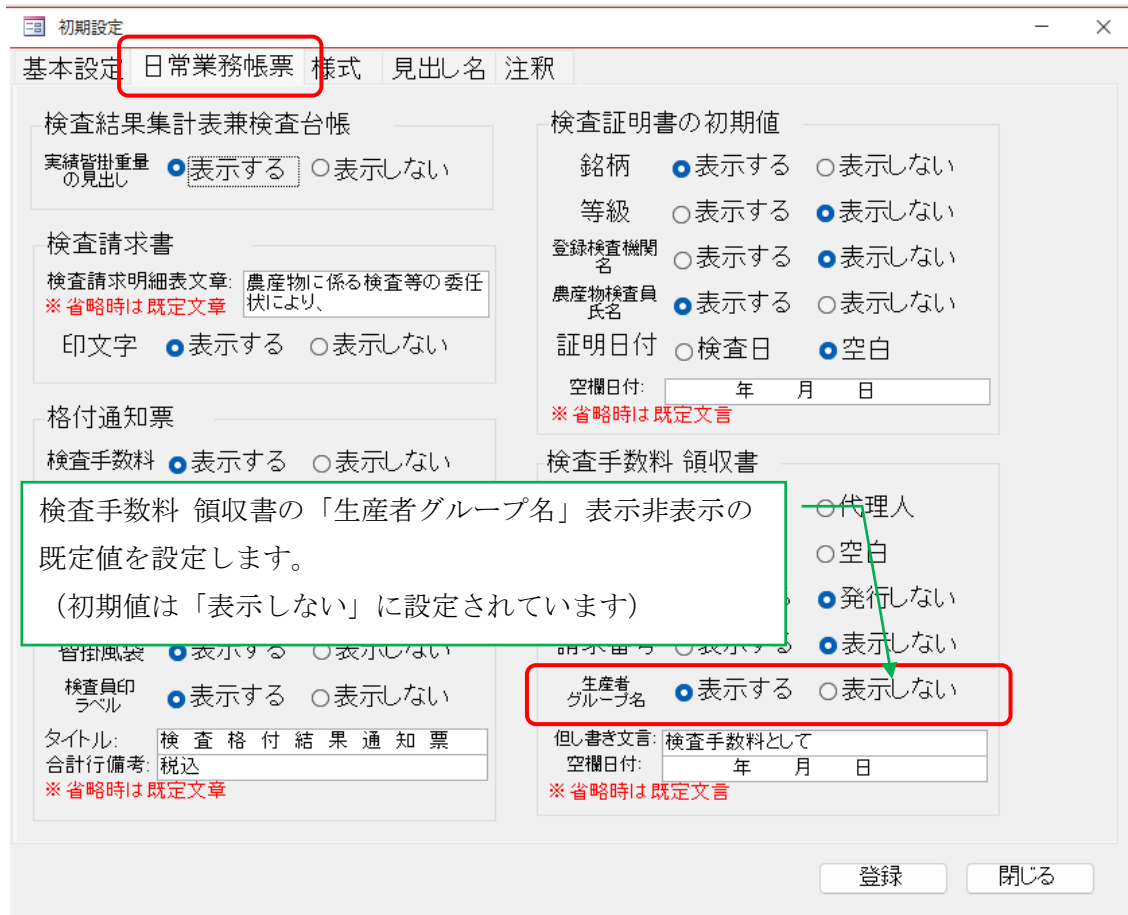 初期設定
基本設定 日常業務帳票 様式 見出し名 注釈
検査結果集計表兼検査台帳
実績皆掛重量
の見出し
表示する 表示しない
検査請求書
検査請求明細表文章: 農産物に係る検査等の委任
状により、
※省略時は既定文章
印文字 表示する 表示しない
格付通知票
検査手数料 表示する 表示しない
検査手数料 領収書の「生産者グループ名」表示非表示の
既定値を設定します。
（初期値は「表示しない」に設定されています）
皆掛風袋 表示する 表示しない
検査員印
ラベル
表示する 表示しない
タイトル: 検 査 格 付 結 果 通 知 票
合計行備考: 税込
※省略時は既定文章
検査証明書の初期値
銘柄 表示する 表示しない
等級 表示する 表示しない
登録検査機関
名
表示する 表示しない
農産物検査員
氏名
表示する 表示しない
証明日付 検査日 空白
空欄日付: 年 月 日
※省略時は既定文言
検査手数料 領収書
代理人
空白
発行しない
請求番号 表示する 表示しない
生産者
グループ名
表示する 表示しない
但し書き文言: 検査手数料として
空欄日付: 年 月 日
※省略時は既定文言
登録 閉じる